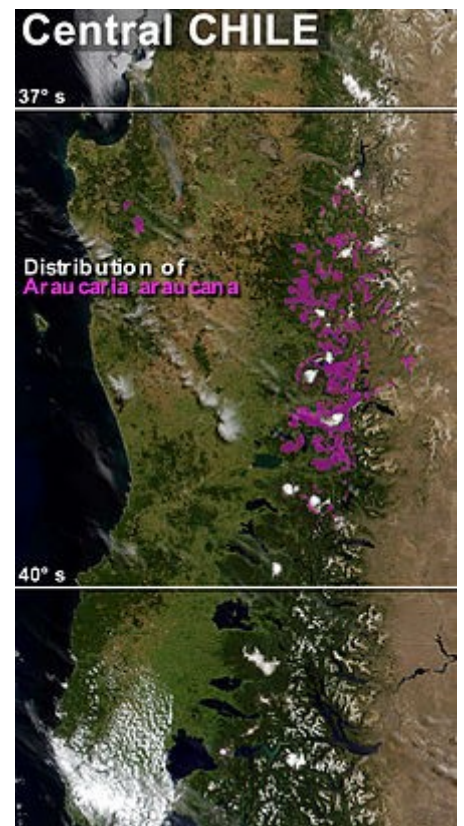 Central CHILE
37° s
Distribution of
Araucaria araucana
40° s